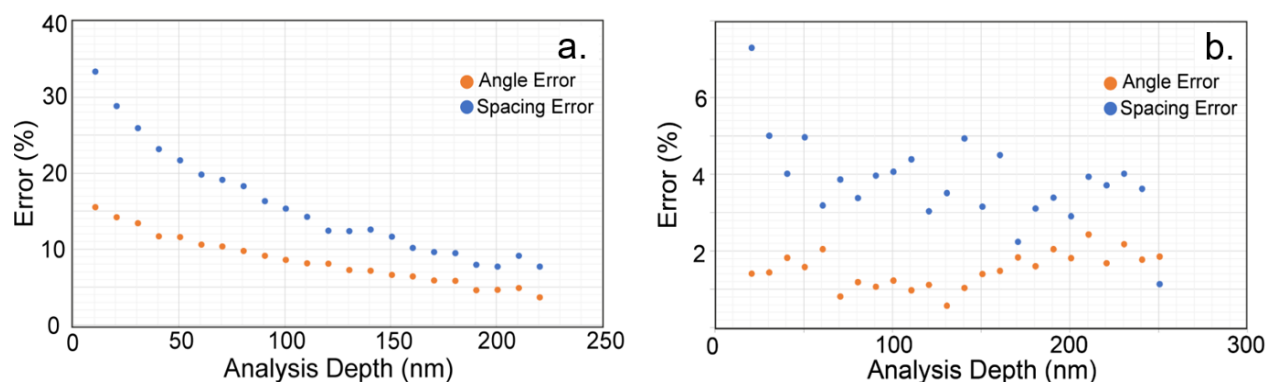 a.
Angle Error
Spacing Error
Error (%)
40
30
20
10
0
0 50 100 150 200 250
Analysis Depth (nm)
b.
Angle Error
Spacing Error
Error (%)
6
4
2
0 100 200 300
Analysis Depth (nm)